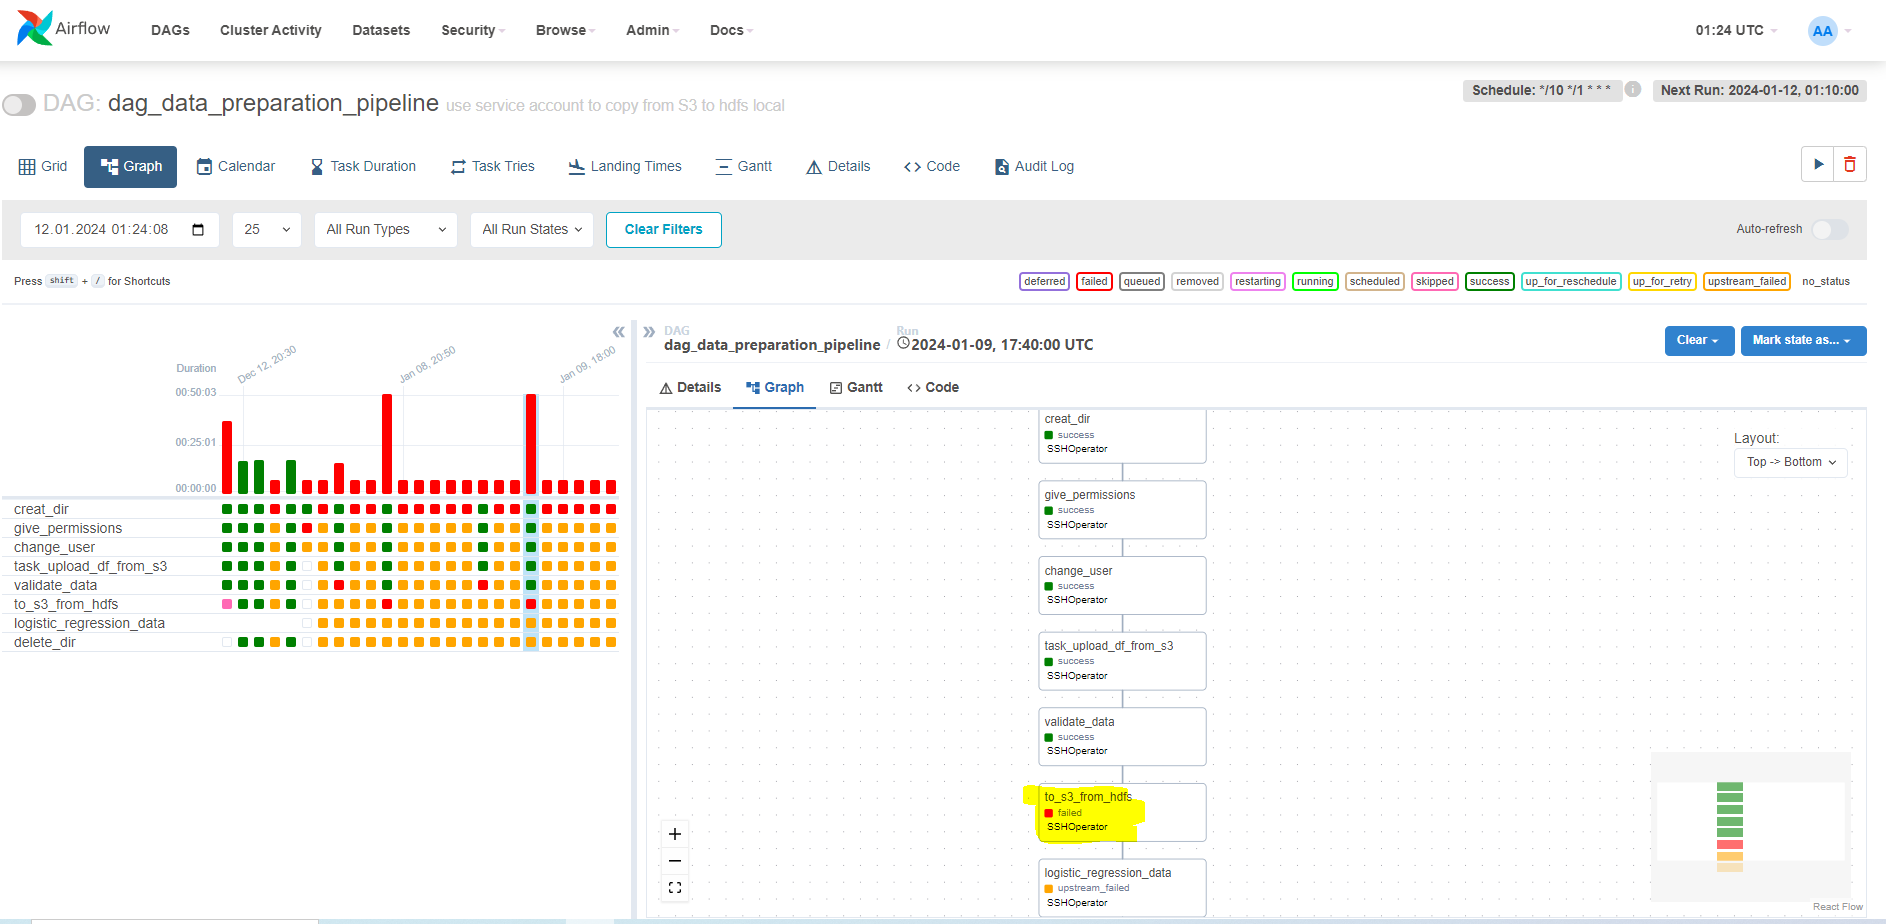 Airflow DAGs Cluster Activity Datasets Security Browse Admin Docs 01:24 UTC AA
DAG: dag_data_preparation_pipeline use service account to copy from S3 to hdfs local Schedule: */10 */1 * * * i Next Run: 2024-01-12, 01:10:00
Grid Graph Calendar Task Duration Task Tries Landing Times Gantt Details Code Audit Log
12.01.2024 01:24:08 25 All Run Types All Run States Clear Filters Auto-refresh
Press shift + / for Shortcuts deferred failed queued removed restarting running scheduled skipped success up_for_reschedule up_for_retry upstream_failed no_status
Duration
Dec 12, 20:30 Jan 08, 20:50 Jan 09, 18:00
00:50:03
00:25:01
00:00:00
creat_dir
give_permissions
change_user
task_upload_df_from_s3
validate_data
to_s3_from_hdfs
logistic_regression_data
delete_dir
DAG Run
dag_data_preparation_pipeline / 2024-01-09, 17:40:00 UTC Clear Mark state as...
Details Graph Gantt Code
Layout:
Top -> Bottom
creat_dir
success
SSHOperator
give_permissions
success
SSHOperator
change_user
success
SSHOperator
task_upload_df_from_s3
success
SSHOperator
validate_data
success
SSHOperator
to_s3_from_hdfs
failed
SSHOperator
logistic_regression_data
upstream_failed
SSHOperator
React Flow